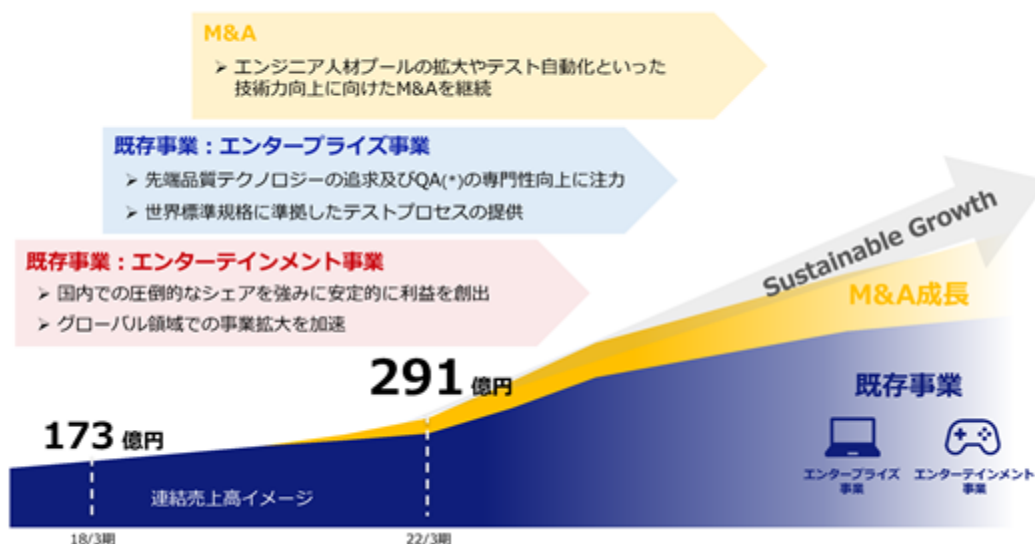 M&A
➢ エンジニア人材プールの拡大やテスト自動化といった
技術力向上に向けたM&Aを継続
既存事業：エンタープライズ事業
➢ 先端品質テクノロジーの追求及びQA(*)の専門性向上に注力
➢ 世界標準規格に準拠したテストプロセスの提供
既存事業：エンターテインメント事業
➢ 国内での圧倒的なシェアを強みに安定的に利益を創出
➢ グローバル領域での事業拡大を加速
Sustainable Growth
M&A成長
291億円
173億円
既存事業
エンタープライズ
事業
エンターテインメント
事業
連結売上高イメージ
18/3期
22/3期